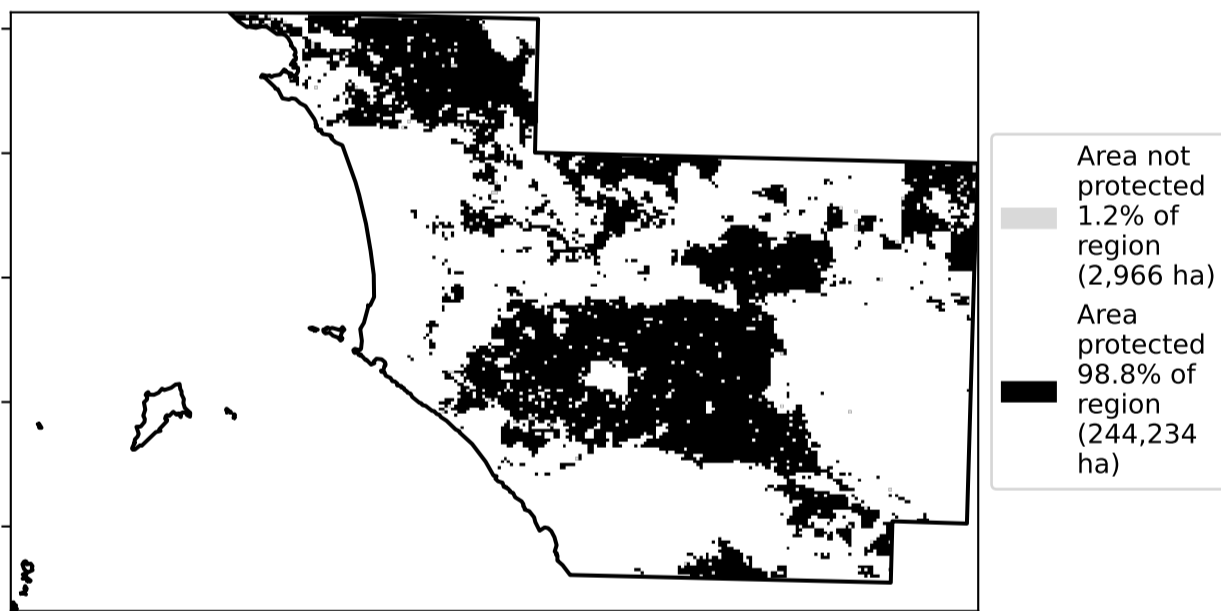 Area not
protected
1.2% of
region
(2,966 ha)
Area
protected
98.8% of
region
(244,234
ha)